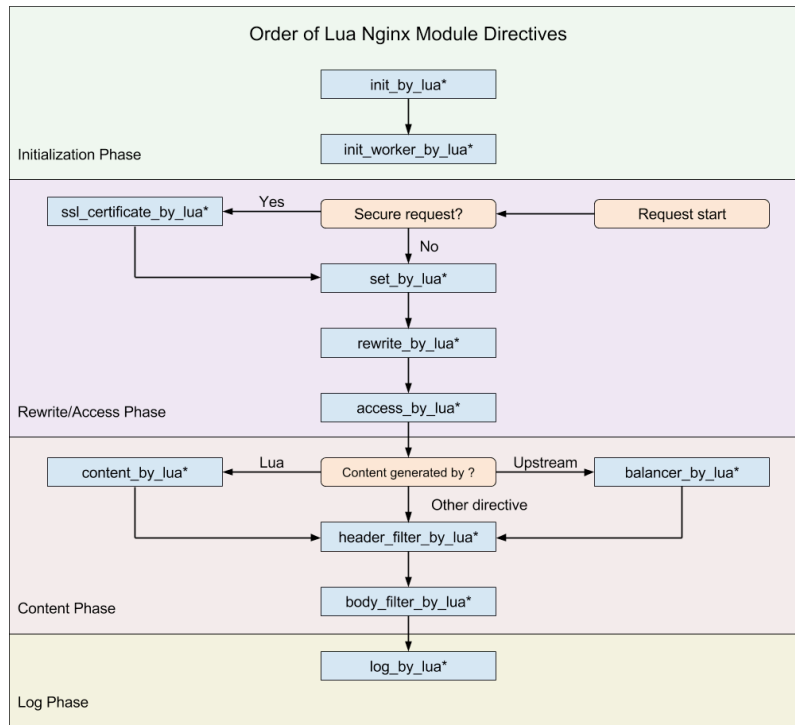 Order of Lua Nginx Module Directives
init_by_lua*
init_worker_by_lua*
Initialization Phase
ssl_certificate_by_lua*
Yes
Secure request?
Request start
No
set_by_lua*
rewrite_by_lua*
access_by_lua*
Rewrite/Access Phase
content_by_lua*
Lua
Content generated by ?
Upstream
balancer_by_lua*
Other directive
header_filter_by_lua*
body_filter_by_lua*
Content Phase
log_by_lua*
Log Phase